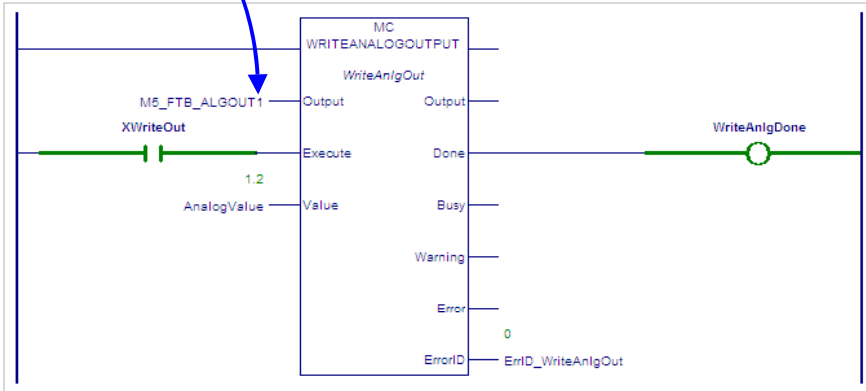 MC
WRITEANALOGOUTPUT
WriteAnlgOut
M5_FTB_ALGOUT1 Output Output
XWriteOut WriteAnlgDone
Execute Done
1.2
AnalogValue Value Busy
Warning
Error
0
ErrorID ErrID_WriteAnlgOut